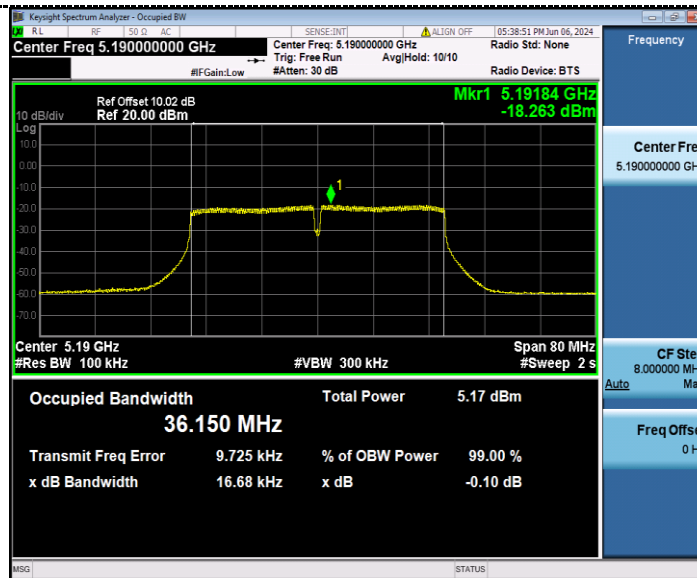 Keysight Spectrum Analyzer - Occupied BW
RL RF 50 Ω AC SENSE:INT ALIGN OFF 05:38:51 PM Jun 06, 2024
Center Freq 5.190000000 GHz
Center Freq: 5.190000000 GHz
Radio Std: None
Trig: Free Run Avg|Hold: 10/10
#IFGain:Low
#Atten: 30 dB
Radio Device: BTS
Frequency
Mkr1 5.19184 GHz
-18.263 dBm
Ref Offset 10.02 dB
10 dB/div Ref 20.00 dBm
Log
10.0
0.00
-10.0
1
-20.0
-30.0
-40.0
-50.0
-60.0
-70.0
Center 5.19 GHz
Span 80 MHz
#Res BW 100 kHz
#VBW 300 kHz
#Sweep 2 s
Center Fre
5.190000000 GH
CF Ste
8.000000 MH
Auto Ma
Freq Offs
0 H
Occupied Bandwidth
Total Power 5.17 dBm
36.150 MHz
Transmit Freq Error 9.725 kHz
% of OBW Power 99.00 %
x dB Bandwidth 16.68 kHz
x dB -0.10 dB
MSG
STATUS